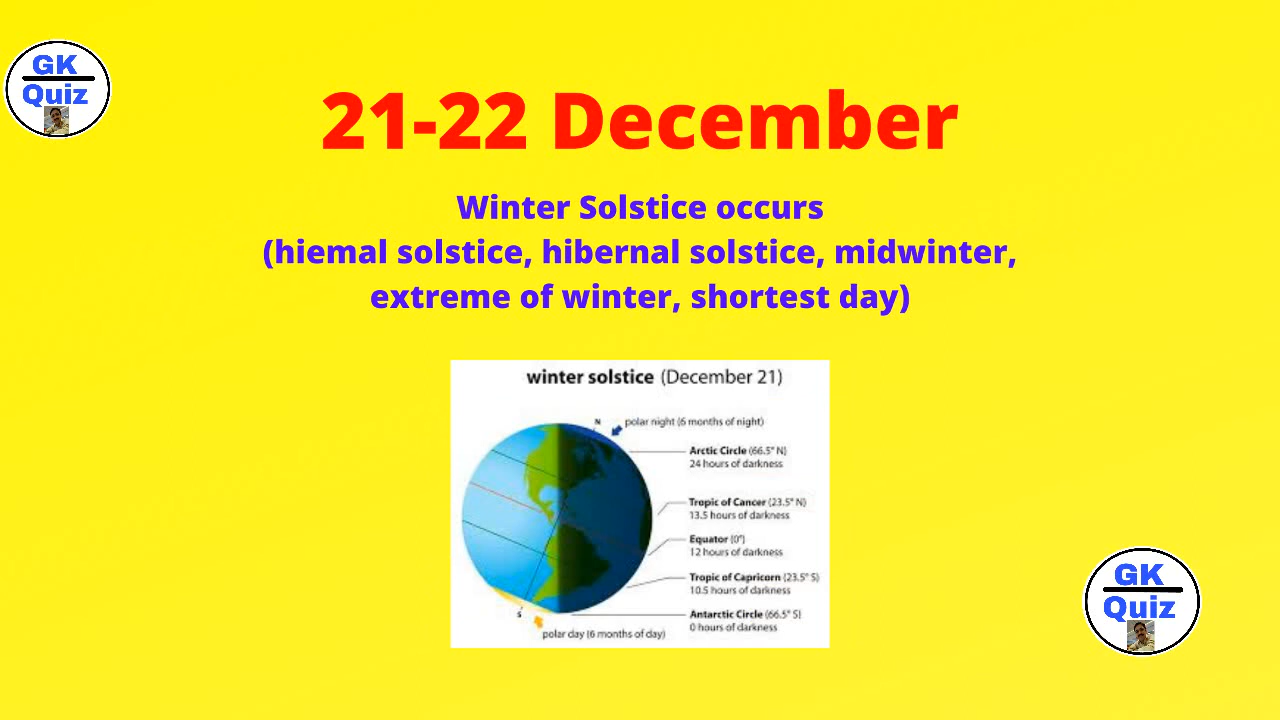 GK
Quiz
21-22 December
Winter Solstice occurs
(hiemal solstice, hibernal solstice, midwinter,
extreme of winter, shortest day)
winter solstice (December 21)
N
polar night (6 months of night)
Arctic Circle (66.5° N)
24 hours of darkness
Tropic of Cancer (23.5° N)
13.5 hours of darkness
Equator (0°)
12 hours of darkness
Tropic of Capricorn (23.5° S)
10.5 hours of darkness
Antarctic Circle (66.5° S)
0 hours of darkness
S
polar day (6 months of day)
GK
Quiz